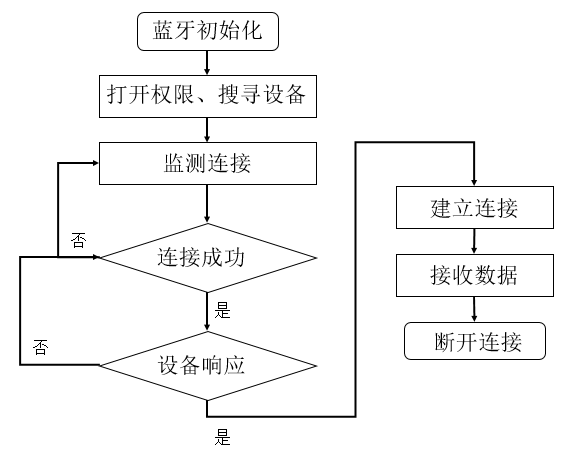 蓝牙初始化
打开权限、搜寻设备
监测连接
否
连接成功
是
否
设备响应
是
建立连接
接收数据
断开连接